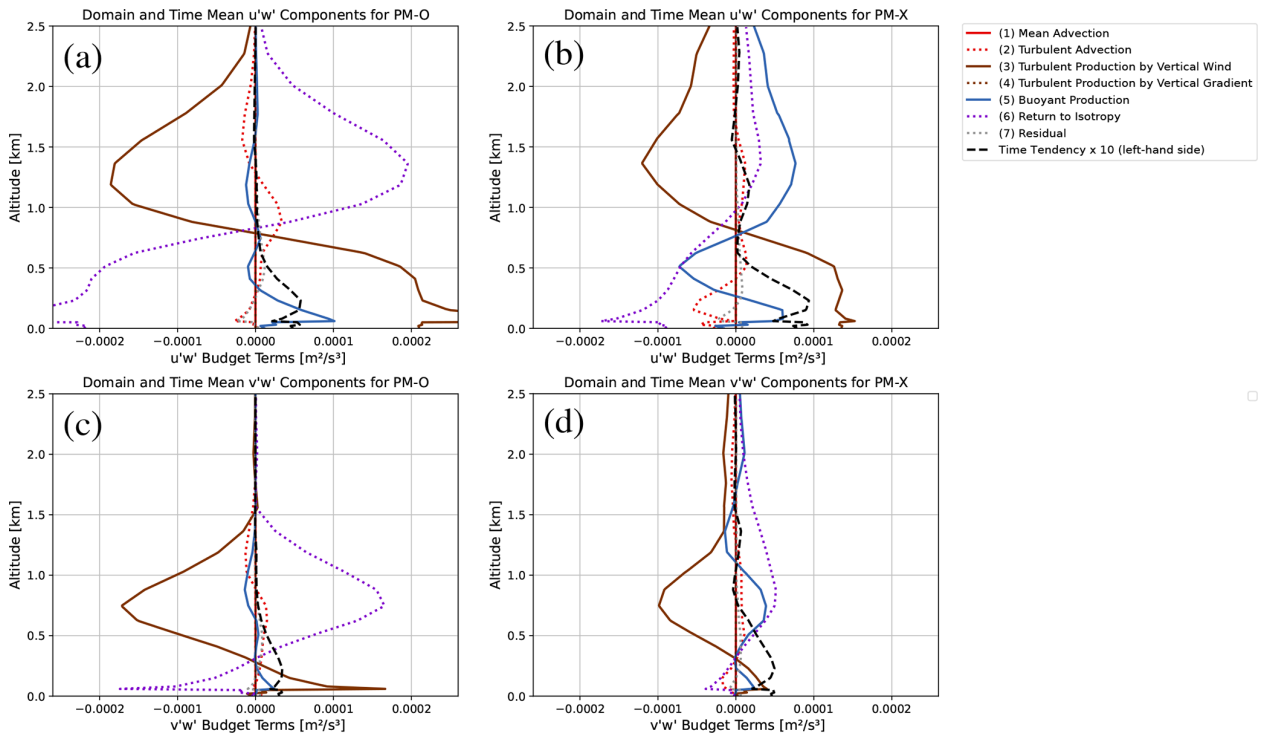 Domain and Time Mean u'w' Components for PM-O
(a)
2.5
2.0
1.5
1.0
0.5
0.0
Altitude [km]
−0.0002
−0.0001
0.0000
0.0001
0.0002
u'w' Budget Terms [m²/s³]
Domain and Time Mean u'w' Components for PM-X
(b)
2.5
2.0
1.5
1.0
0.5
0.0
Altitude [km]
−0.0002
−0.0001
0.0000
0.0001
0.0002
u'w' Budget Terms [m²/s³]
(1) Mean Advection
(2) Turbulent Advection
(3) Turbulent Production by Vertical Wind
(4) Turbulent Production by Vertical Gradient
(5) Buoyant Production
(6) Return to Isotropy
(7) Residual
Time Tendency x 10 (left-hand side)
Domain and Time Mean v'w' Components for PM-O
(c)
2.5
2.0
1.5
1.0
0.5
0.0
Altitude [km]
−0.0002
−0.0001
0.0000
0.0001
0.0002
v'w' Budget Terms [m²/s³]
Domain and Time Mean v'w' Components for PM-X
(d)
2.5
2.0
1.5
1.0
0.5
0.0
Altitude [km]
−0.0002
−0.0001
0.0000
0.0001
0.0002
v'w' Budget Terms [m²/s³]